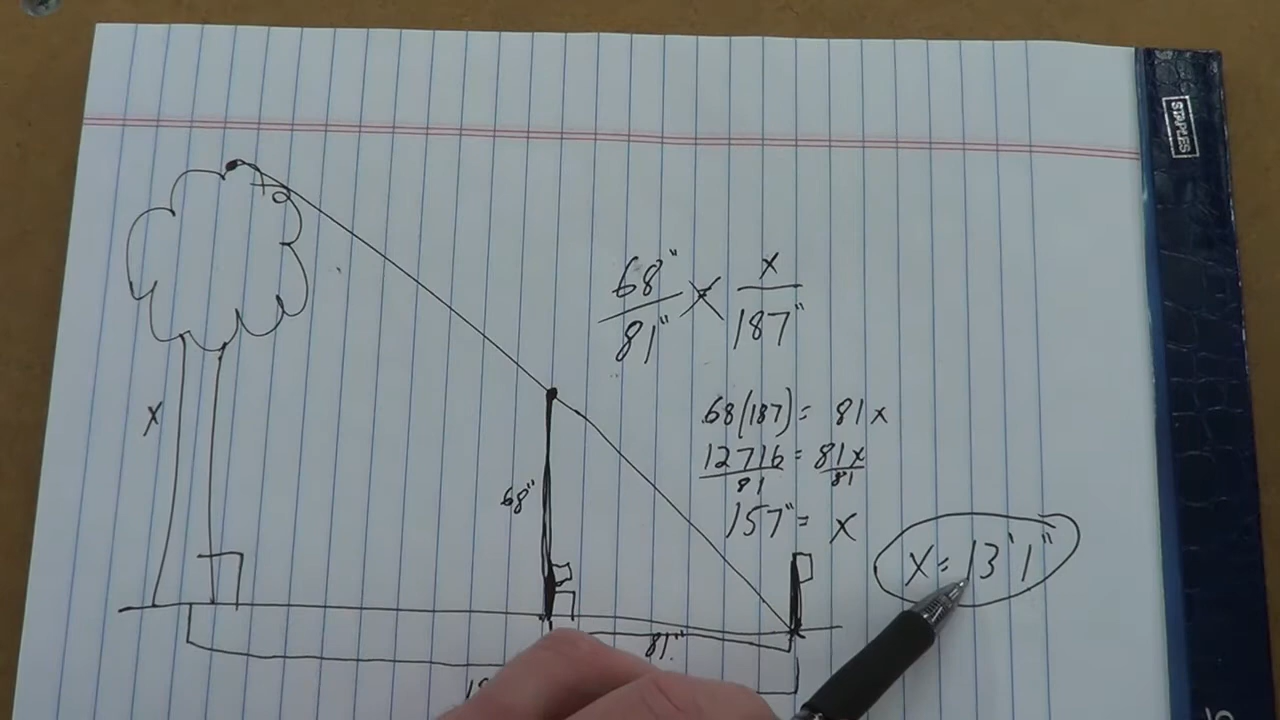 68" x
81" 187"
68(187) = 81x
12716 = 81x
81 81
157" = x
x = 13' 1"
x
68"
81"
STAPLES